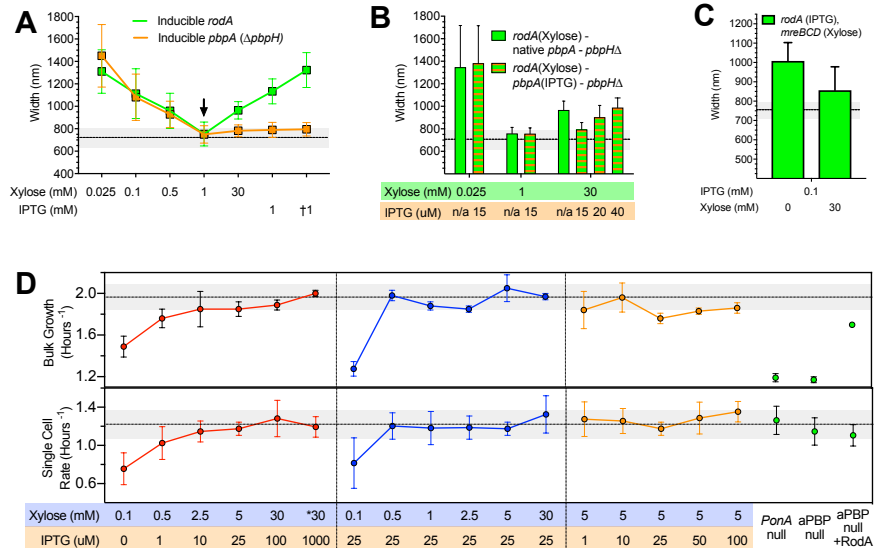 A
Inducible rodA
Inducible pbpA (ΔpbpH)
Width (nm)
1800
1600
1400
1200
1000
800
600
400
Xylose (mM) 0.025 0.1 0.5 1 30
IPTG (mM) 1 †1
B
rodA(Xylose) -
native pbpA - pbpHΔ
rodA(Xylose) -
pbpA(IPTG) - pbpHΔ
Width (nm)
1800
1600
1400
1200
1000
800
600
Xylose (mM) 0.025 1 30
IPTG (uM) n/a 15 n/a 15 n/a 15 20 40
C
rodA (IPTG),
mreBCD (Xylose)
Width (nm)
1200
1100
1000
900
800
700
600
500
IPTG (mM) 0.1
Xylose (mM) 0 30
D
Bulk Growth
(Hours -1)
2.0
1.6
1.2
Single Cell
Rate (Hours -1)
1.4
1.0
0.6
Xylose (mM) 0.1 0.5 2.5 5 30 *30 0.1 0.5 1 2.5 5 30 5 5 5 5 5
IPTG (uM) 0 1 10 25 100 1000 25 25 25 25 25 25 1 10 25 50 100
PonA null
aPBP null
aPBP null +RodA